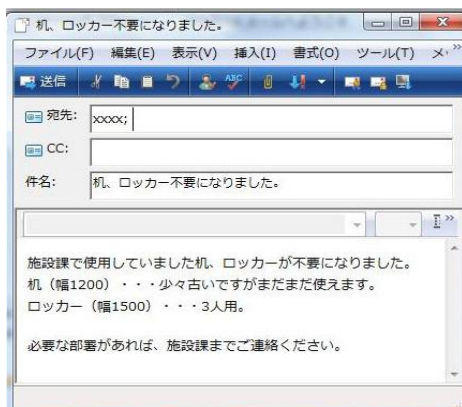 机、ロッカー不要になりました。
ファイル(F) 編集(E) 表示(V) 挿入(I) 書式(O) ツール(T) メ
送信
宛先: xxxx;
CC:
件名: 机、ロッカー不要になりました。
施設課で使用していました机、ロッカーが不要になりました。
机（幅1200）・・・少々古いですがまだまだ使えます。
ロッカー（幅1500）・・・3人用。
必要な部署があれば、施設課までご連絡ください。